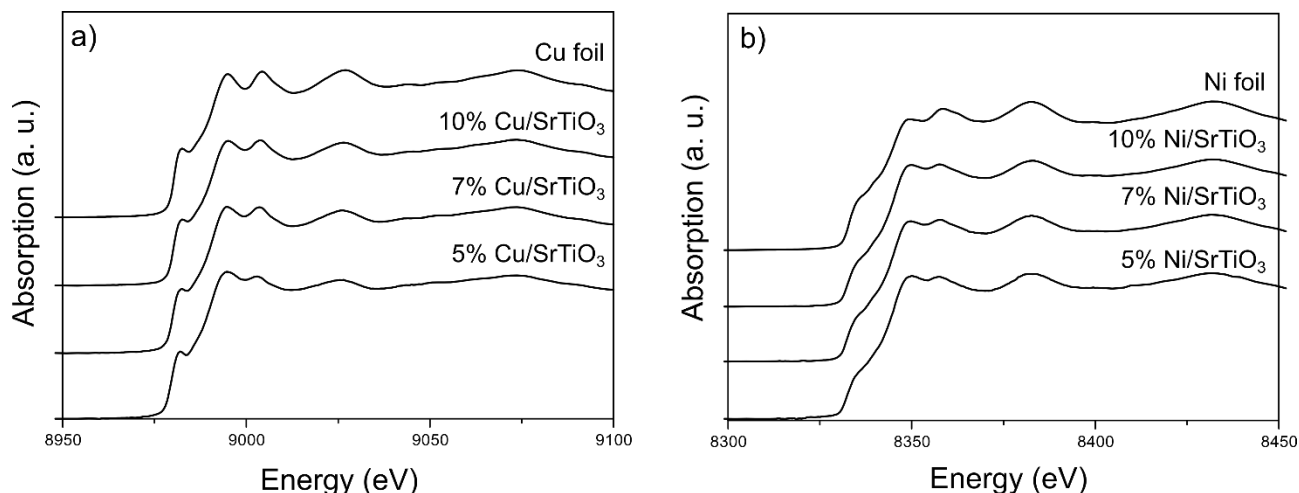 a)
Cu foil
10% Cu/SrTiO₃
7% Cu/SrTiO₃
5% Cu/SrTiO₃
Absorption (a. u.)
8950 9000 9050 9100
Energy (eV)
b)
Ni foil
10% Ni/SrTiO₃
7% Ni/SrTiO₃
5% Ni/SrTiO₃
Absorption (a. u.)
8300 8350 8400 8450
Energy (eV)